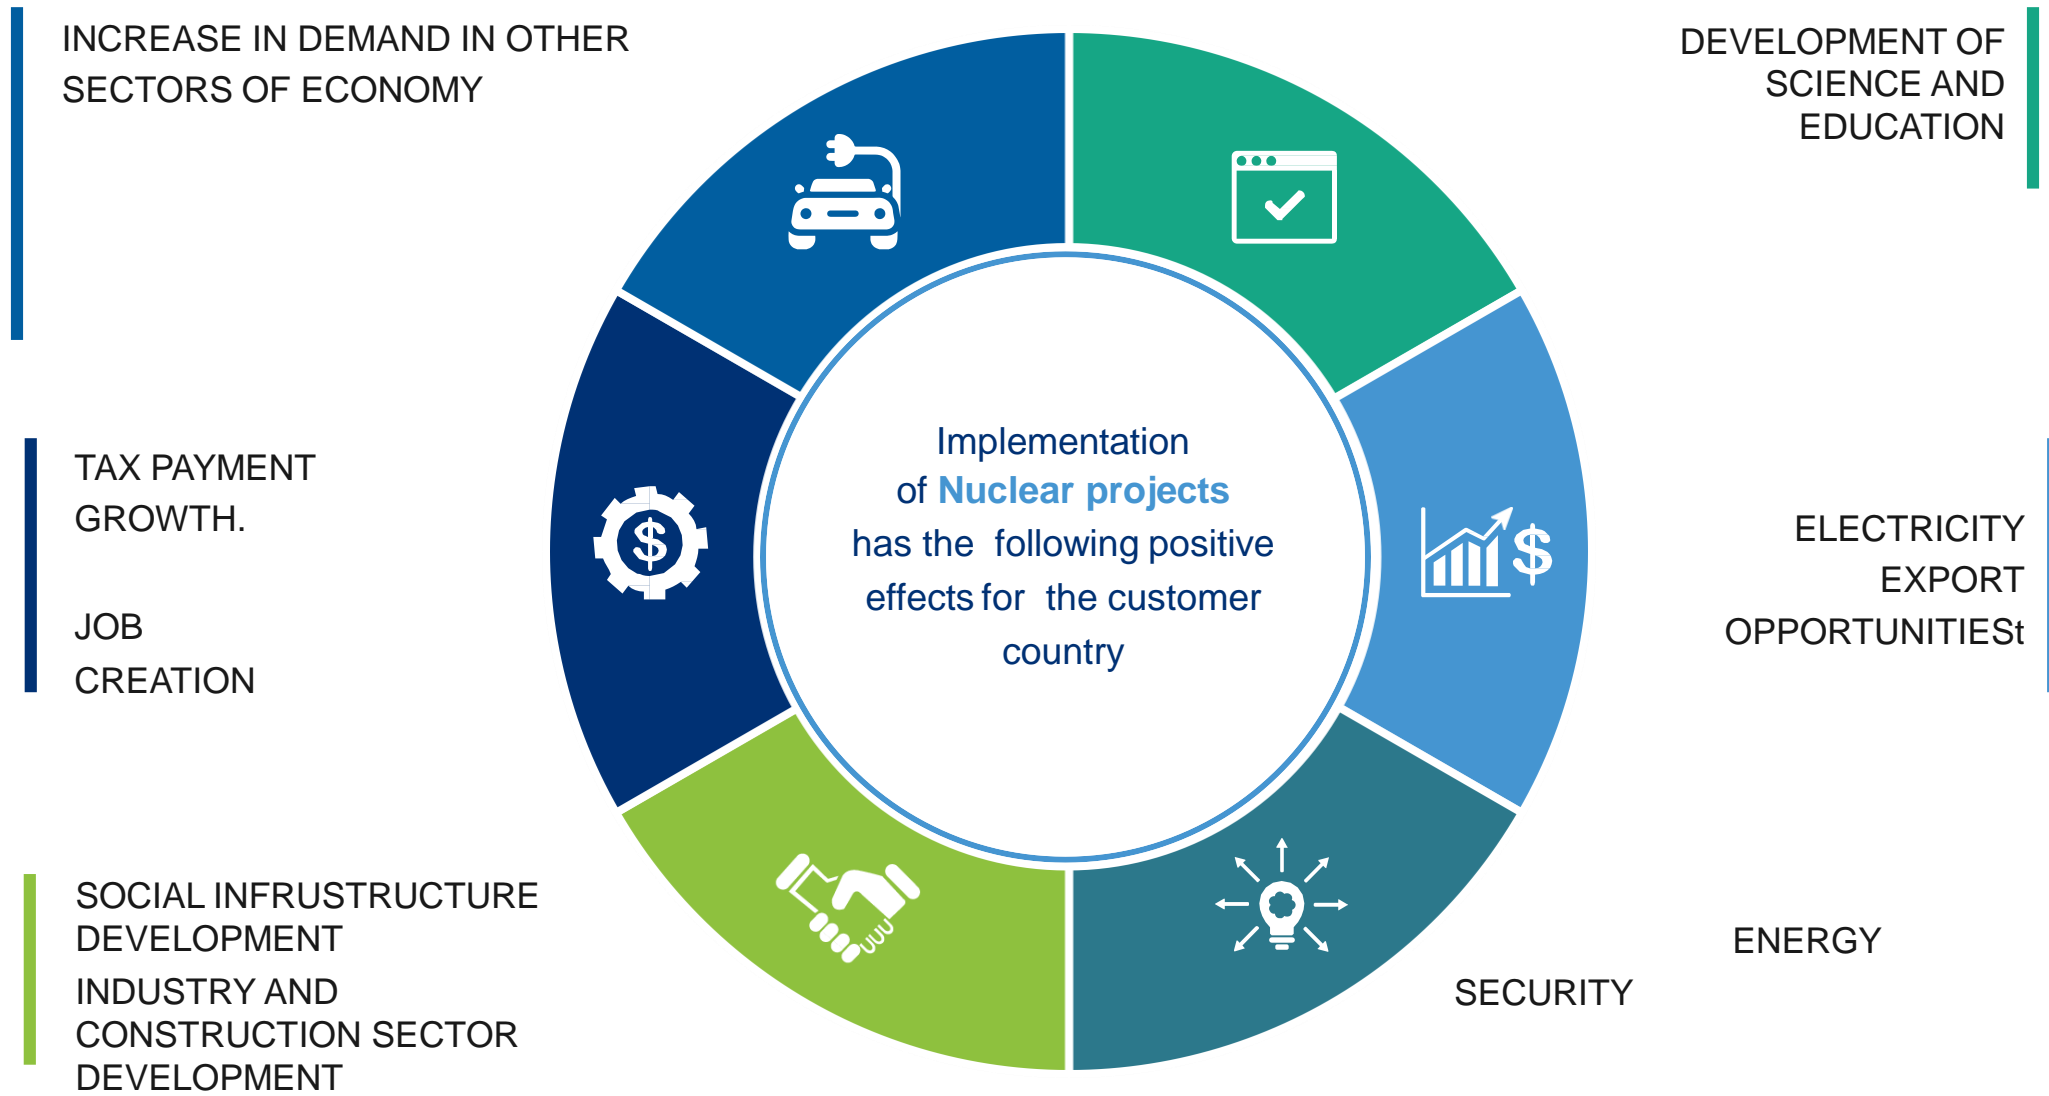 INCREASE IN DEMAND IN OTHER
SECTORS OF ECONOMY
DEVELOPMENT OF
SCIENCE AND
EDUCATION
TAX PAYMENT
GROWTH.
JOB
CREATION
Implementation
of Nuclear projects
has the following positive
effects for the customer
country
ELECTRICITY
EXPORT
OPPORTUNITIESt
SOCIAL INFRUSTRUCTURE
DEVELOPMENT
INDUSTRY AND
CONSTRUCTION SECTOR
DEVELOPMENT
ENERGY
SECURITY
$
$